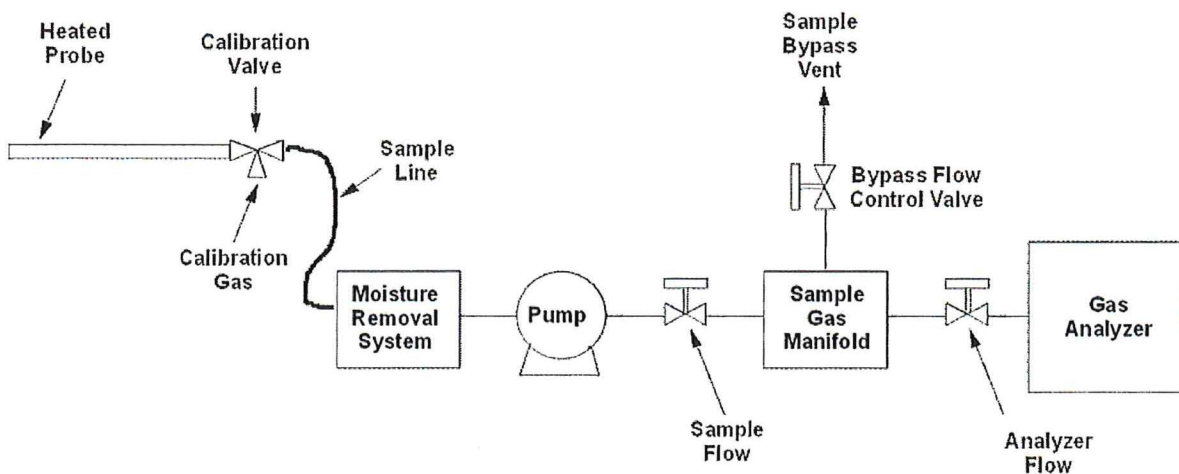 Heated
Probe
Calibration
Valve
Sample
Bypass
Vent
Sample
Line
Bypass Flow
Control Valve
Calibration
Gas
Moisture
Removal
System
Pump
Sample
Gas
Manifold
Gas
Analyzer
Sample
Flow
Analyzer
Flow